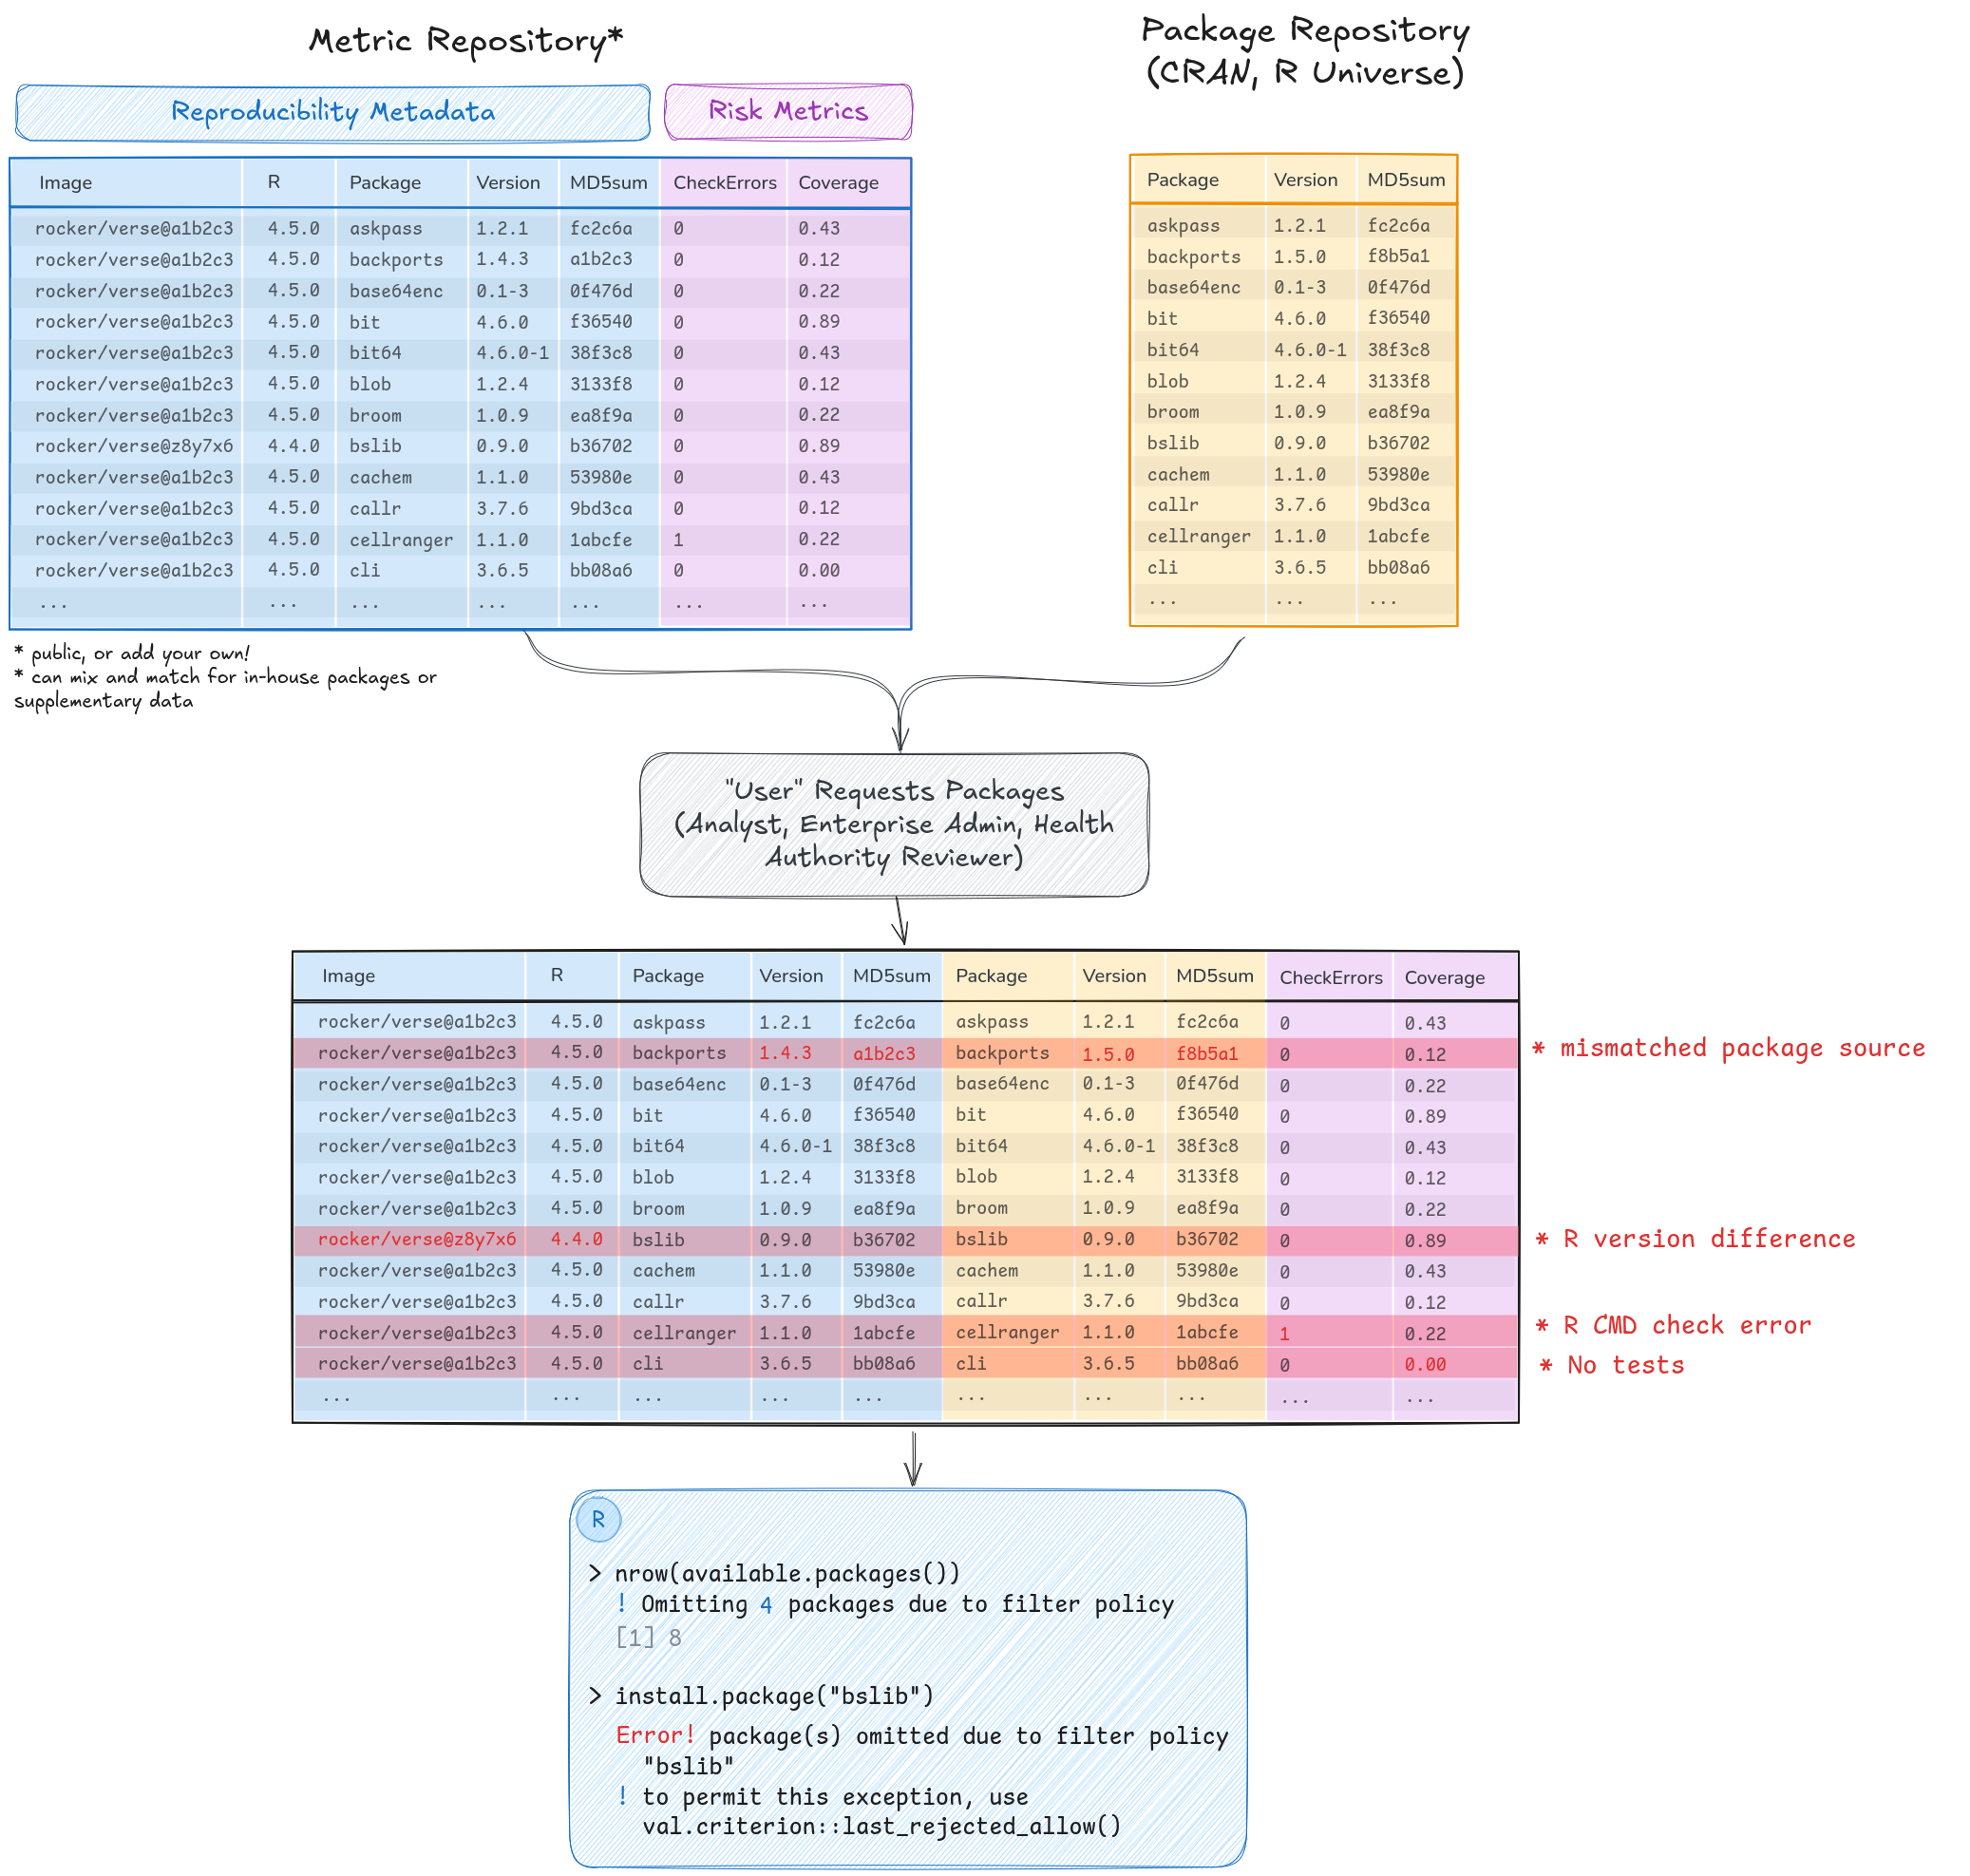 Metric Repository*
Package Repository
(CRAN, R Universe)
Reproducibility Metadata
Risk Metrics
Image R Package Version MD5sum CheckErrors Coverage
rocker/verse@a1b2c3 4.5.0 askpass 1.2.1 fc2c6a 0 0.43
rocker/verse@a1b2c3 4.5.0 backports 1.4.3 a1b2c3 0 0.12
rocker/verse@a1b2c3 4.5.0 base64enc 0.1-3 0f476d 0 0.22
rocker/verse@a1b2c3 4.5.0 bit 4.6.0 f36540 0 0.89
rocker/verse@a1b2c3 4.5.0 bit64 4.6.0-1 38f3c8 0 0.43
rocker/verse@a1b2c3 4.5.0 blob 1.2.4 3133f8 0 0.12
rocker/verse@a1b2c3 4.5.0 broom 1.0.9 ea8f9a 0 0.22
rocker/verse@z8y7x6 4.4.0 bslib 0.9.0 b36702 0 0.89
rocker/verse@a1b2c3 4.5.0 cachem 1.1.0 53980e 0 0.43
rocker/verse@a1b2c3 4.5.0 callr 3.7.6 9bd3ca 0 0.12
rocker/verse@a1b2c3 4.5.0 cellranger 1.1.0 1abcfe 1 0.22
rocker/verse@a1b2c3 4.5.0 cli 3.6.5 bb08a6 0 0.00
... ... ... ... ... ... ...
Package Version MD5sum
askpass 1.2.1 fc2c6a
backports 1.5.0 f8b5a1
base64enc 0.1-3 0f476d
bit 4.6.0 f36540
bit64 4.6.0-1 38f3c8
blob 1.2.4 3133f8
broom 1.0.9 ea8f9a
bslib 0.9.0 b36702
cachem 1.1.0 53980e
callr 3.7.6 9bd3ca
cellranger 1.1.0 1abcfe
cli 3.6.5 bb08a6
... ... ...
* public, or add your own!
* can mix and match for in-house packages or
supplementary data
"User" Requests Packages
(Analyst, Enterprise Admin, Health
Authority Reviewer)
Image R Package Version MD5sum Package Version MD5sum CheckErrors Coverage
rocker/verse@a1b2c3 4.5.0 askpass 1.2.1 fc2c6a askpass 1.2.1 fc2c6a 0 0.43
rocker/verse@a1b2c3 4.5.0 backports 1.4.3 a1b2c3 backports 1.5.0 f8b5a1 0 0.12 * mismatched package source
rocker/verse@a1b2c3 4.5.0 base64enc 0.1-3 0f476d base64enc 0.1-3 0f476d 0 0.22
rocker/verse@a1b2c3 4.5.0 bit 4.6.0 f36540 bit 4.6.0 f36540 0 0.89
rocker/verse@a1b2c3 4.5.0 bit64 4.6.0-1 38f3c8 bit64 4.6.0-1 38f3c8 0 0.43
rocker/verse@a1b2c3 4.5.0 blob 1.2.4 3133f8 blob 1.2.4 3133f8 0 0.12
rocker/verse@a1b2c3 4.5.0 broom 1.0.9 ea8f9a broom 1.0.9 ea8f9a 0 0.22
rocker/verse@z8y7x6 4.4.0 bslib 0.9.0 b36702 bslib 0.9.0 b36702 0 0.89 * R version difference
rocker/verse@a1b2c3 4.5.0 cachem 1.1.0 53980e cachem 1.1.0 53980e 0 0.43
rocker/verse@a1b2c3 4.5.0 callr 3.7.6 9bd3ca callr 3.7.6 9bd3ca 0 0.12
rocker/verse@a1b2c3 4.5.0 cellranger 1.1.0 1abcfe cellranger 1.1.0 1abcfe 1 0.22 * R CMD check error
rocker/verse@a1b2c3 4.5.0 cli 3.6.5 bb08a6 cli 3.6.5 bb08a6 0 0.00 * No tests
... ... ... ... ... ... ... ... ... ...
R
> nrow(available.packages())
! Omitting 4 packages due to filter policy
[1] 8
> install.package("bslib")
Error! package(s) omitted due to filter policy
"bslib"
! to permit this exception, use
val.criterion::last_rejected_allow()